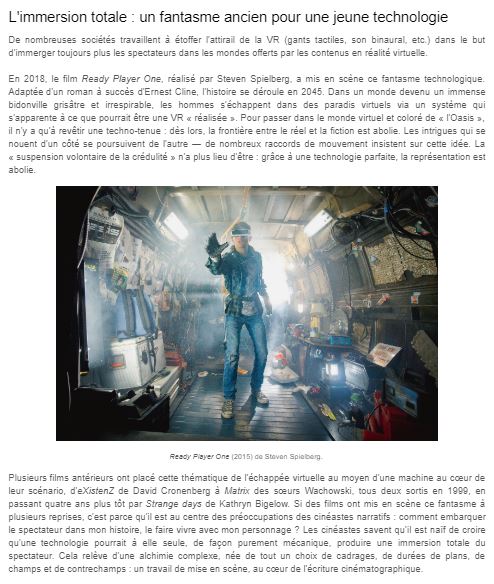 L'immersion totale : un fantasme ancien pour une jeune technologie
De nombreuses sociétés travaillent à étoffer l'attirail de la VR (gants tactiles, son binaural, etc.) dans le but
d'immerger toujours plus les spectateurs dans les mondes offerts par les contenus en réalité virtuelle.
En 2018, le film Ready Player One, réalisé par Steven Spielberg, a mis en scène ce fantasme technologique.
Adaptée d'un roman à succès d'Ernest Cline, l'histoire se déroule en 2045. Dans un monde devenu un immense
bidonville grisâtre et irrespirable, les hommes s'échappent dans des paradis virtuels via un système qui
s'apparente à ce que pourrait être une VR « réalisée ». Pour passer dans le monde virtuel et coloré de « l'Oasis »,
il n'y a qu'à revêtir une techno-tenue : dès lors, la frontière entre le réel et la fiction est abolie. Les intrigues qui se
nouent d'un côté se poursuivent de l'autre — de nombreux raccords de mouvement insistent sur cette idée. La
« suspension volontaire de la crédulité » n'a plus lieu d'être : grâce à une technologie parfaite, la représentation est
abolie.
Ready Player One (2015) de Steven Spielberg.
Plusieurs films antérieurs ont placé cette thématique de l'échappée virtuelle au moyen d'une machine au cœur de
leur scénario, d'eXistenZ de David Cronenberg à Matrix des sœurs Wachowski, tous deux sortis en 1999, en
passant quatre ans plus tôt par Strange days de Kathryn Bigelow. Si des films ont mis en scène ce fantasme à
plusieurs reprises, c'est parce qu'il est au centre des préoccupations des cinéastes narratifs : comment embarquer
le spectateur dans mon histoire, le faire vivre avec mon personnage ? Les cinéastes savent qu'il est naïf de croire
qu'une technologie pourrait à elle seule, de façon purement mécanique, produire une immersion totale du
spectateur. Cela relève d'une alchimie complexe, née de tout un choix de cadrages, de durées de plans, de
champs et de contrechamps : un travail de mise en scène, au cœur de l'écriture cinématographique.